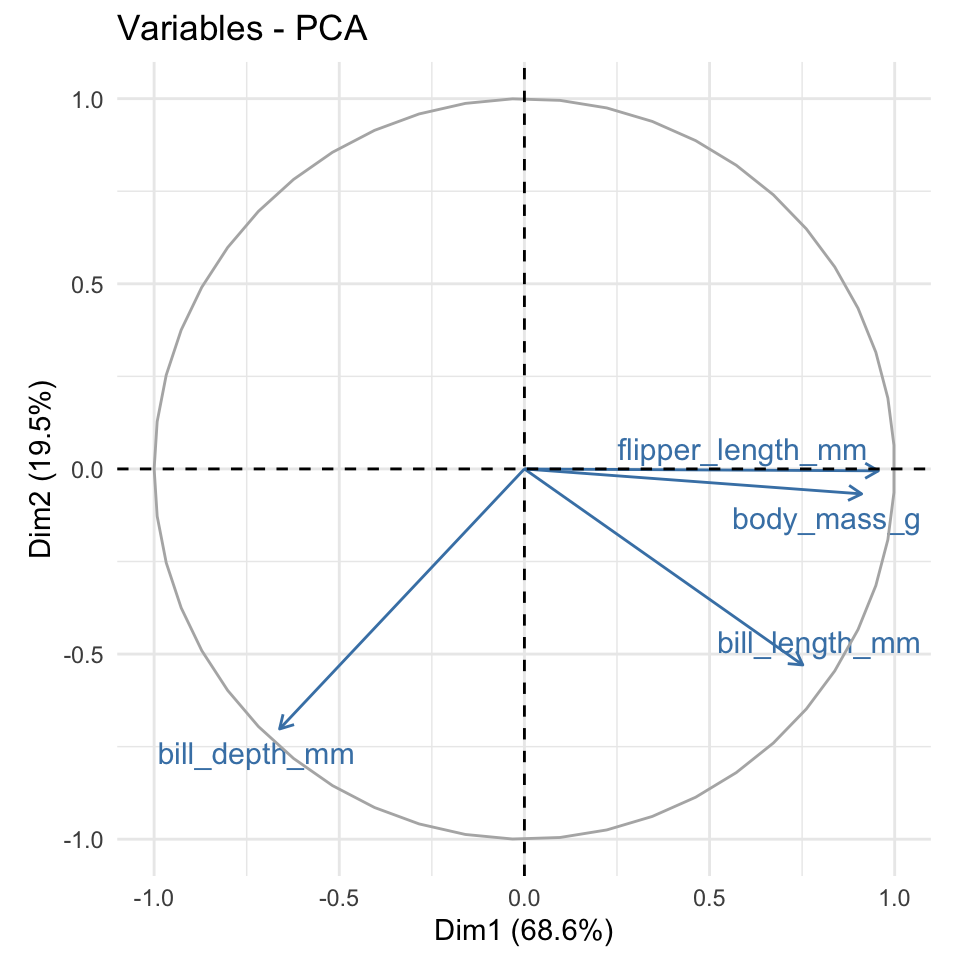 Variables - PCA
1.0
0.5
0.0
-0.5
-1.0
Dim2 (19.5%)
flipper_length_mm
body_mass_g
bill_length_mm
bill_depth_mm
-1.0
-0.5
0.0
0.5
1.0
Dim1 (68.6%)